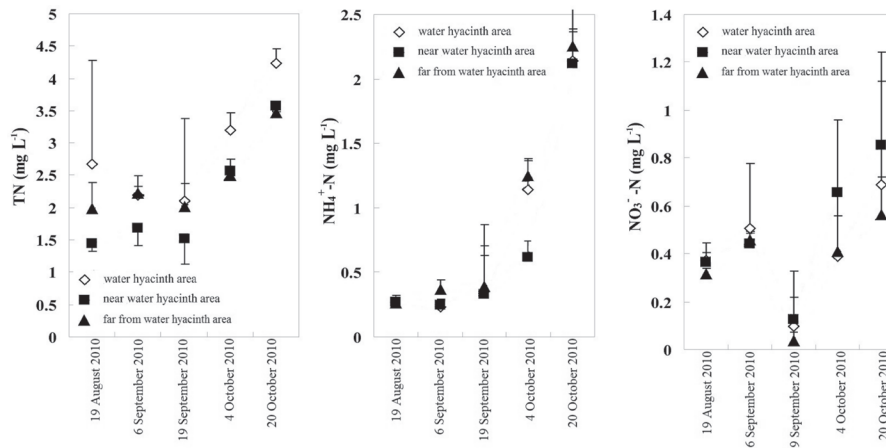 TN (mg L⁻¹)
5
4.5
4
3.5
3
2.5
2
1.5
1
0.5
0
water hyacinth area
near water hyacinth area
far from water hyacinth area
19 August 2010
6 September 2010
19 September 2010
4 October 2010
20 October 2010
NH₄⁺-N (mg L⁻¹)
2.5
2
1.5
1
0.5
0
water hyacinth area
near water hyacinth area
far from water hyacinth area
19 August 2010
6 September 2010
19 September 2010
4 October 2010
20 October 2010
NO₃⁻-N (mg L⁻¹)
1.4
1.2
1
0.8
0.6
0.4
0.2
0
water hyacinth area
near water hyacinth area
far from water hyacinth area
19 August 2010
6 September 2010
9 September 2010
4 October 2010
20 October 2010